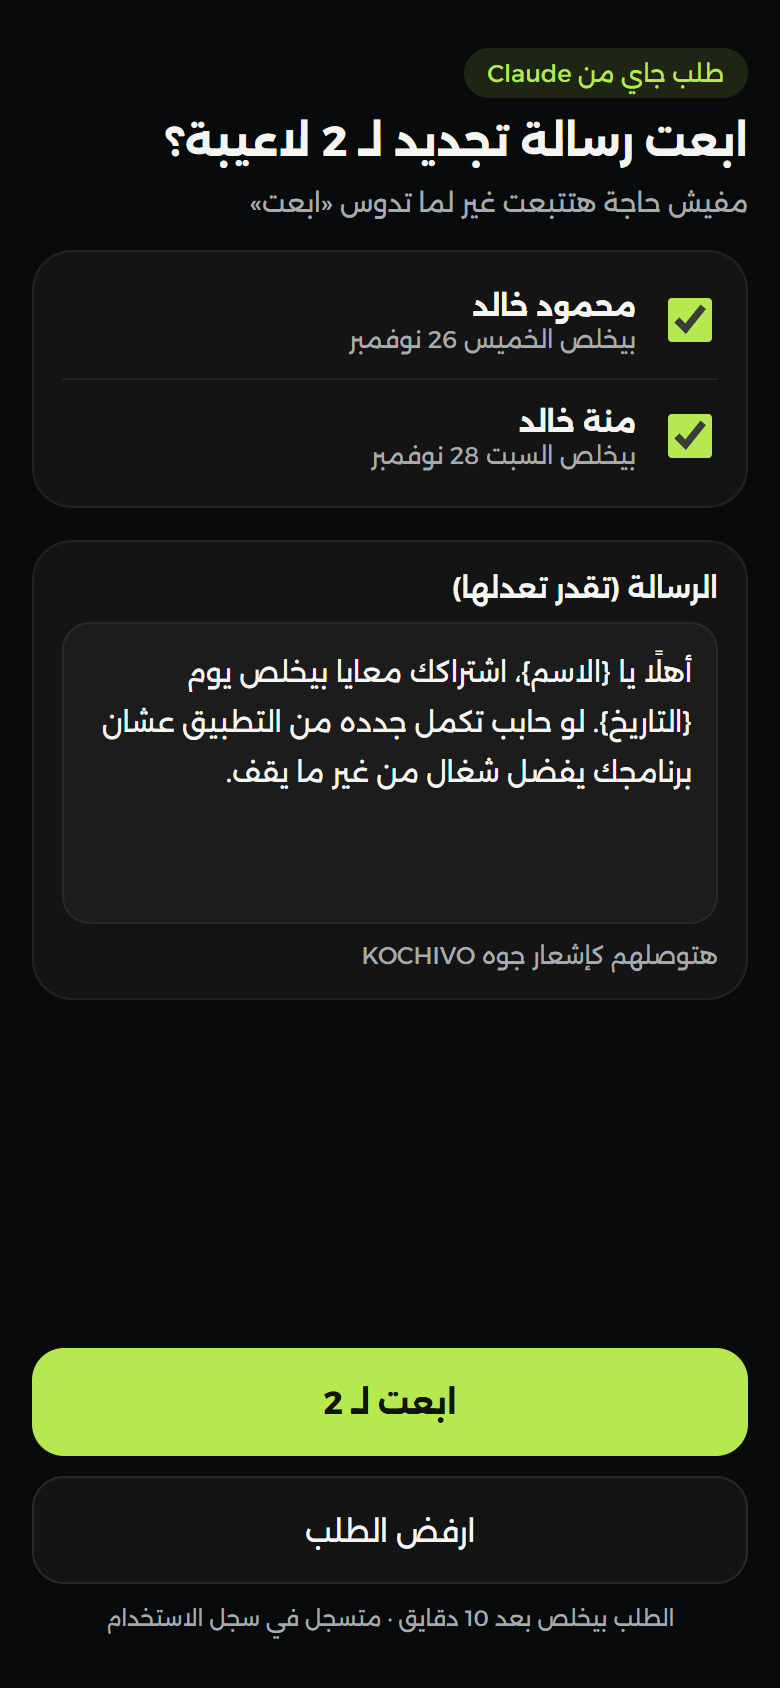 طلب جاي من Claude
ابعت رسالة تجديد لـ 2 لاعيبة؟
مفيش حاجة هتتبعت غير لما تدوس «ابعت»
محمود خالد
بيخلص الخميس 26 نوفمبر
منة خالد
بيخلص السبت 28 نوفمبر
الرسالة (تقدر تعدلها)
أهلًا يا {الاسم}، اشتراكك معايا بيخلص يوم
{التاريخ}. لو حابب تكمل جدده من التطبيق عشان
برنامجك يفضل شغال من غير ما يقف.
هتوصلهم كإشعار جوه KOCHIVO
ابعت لـ 2
ارفض الطلب
الطلب بيخلص بعد 10 دقايق · متسجل في سجل الاستخدام